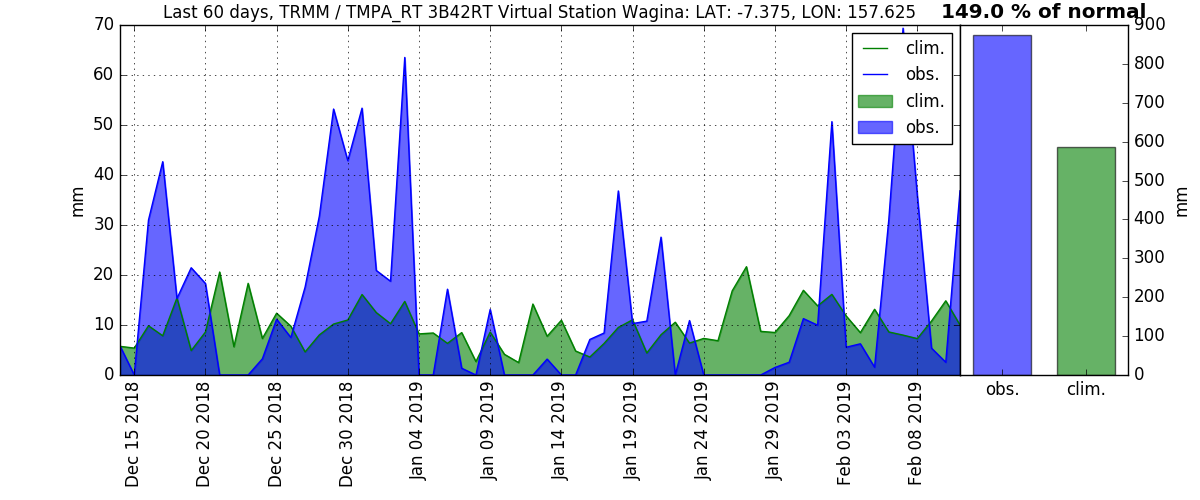 Last 60 days, TRMM / TMPA_RT 3B42RT Virtual Station Wagina: LAT: -7.375, LON: 157.625
149.0 % of normal
70
60
50
40
30
20
10
0
mm
clim.
obs.
clim.
obs.
900
800
700
600
500
400
300
200
100
0
mm
Dec 15 2018
Dec 20 2018
Dec 25 2018
Dec 30 2018
Jan 04 2019
Jan 09 2019
Jan 14 2019
Jan 19 2019
Jan 24 2019
Jan 29 2019
Feb 03 2019
Feb 08 2019
obs.
clim.